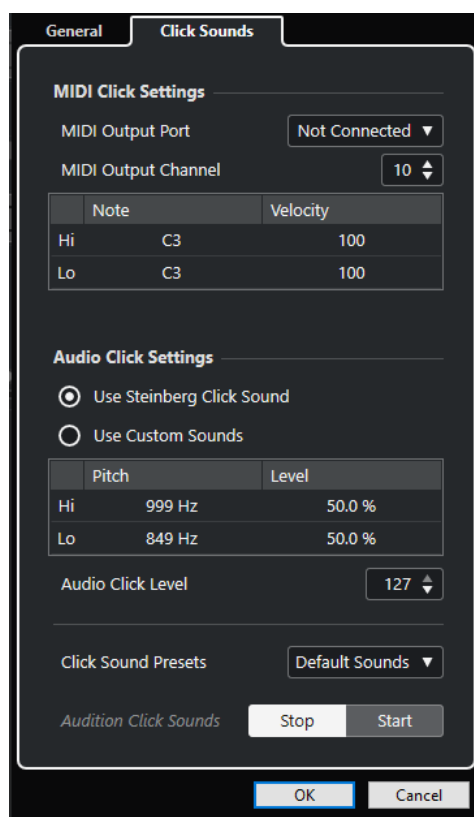 General Click Sounds
MIDI Click Settings
MIDI Output Port Not Connected
MIDI Output Channel 10
Note Velocity
Hi C3 100
Lo C3 100
Audio Click Settings
Use Steinberg Click Sound
Use Custom Sounds
Pitch Level
Hi 999 Hz 50.0 %
Lo 849 Hz 50.0 %
Audio Click Level 127
Click Sound Presets Default Sounds
Audition Click Sounds Stop Start
OK Cancel